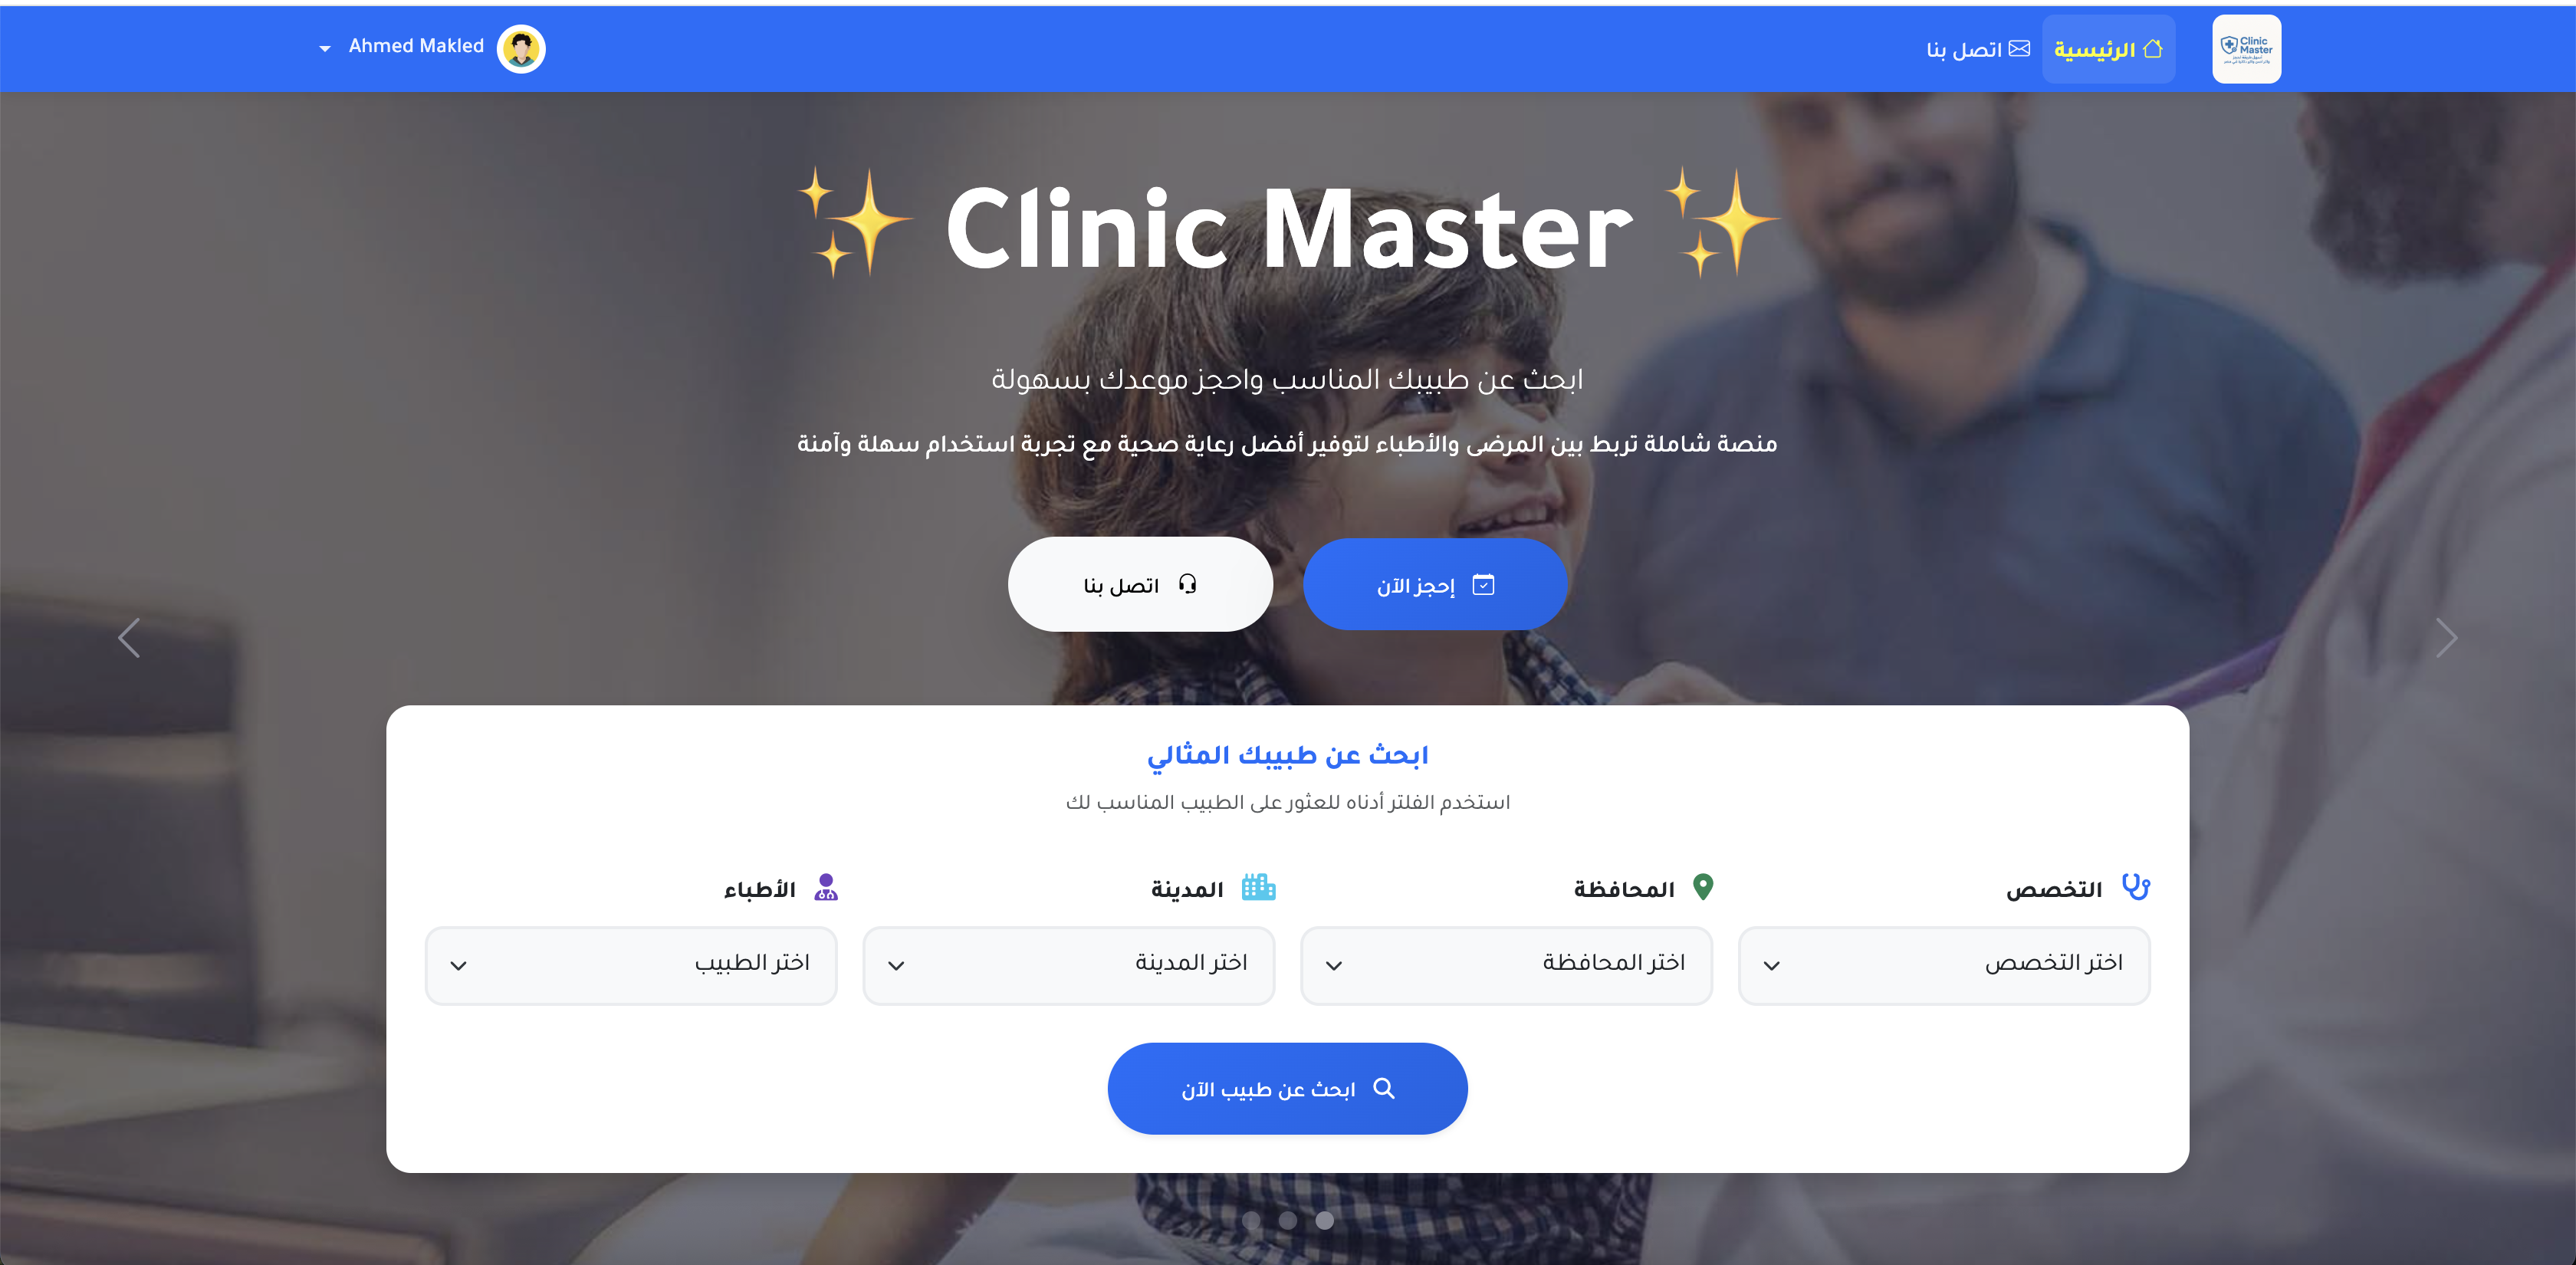 Clinic
Master
الرئيسية
اتصل بنا
Ahmed Makled
✨ Clinic Master ✨
ابحث عن طبيبك المناسب واحجز موعدك بسهولة
منصة شاملة تربط بين المرضى والأطباء لتوفير أفضل رعاية صحية مع تجربة استخدام سهلة وآمنة
إحجز الآن
اتصل بنا
ابحث عن طبيبك المثالي
استخدم الفلتر أدناه للعثور على الطبيب المناسب لك
التخصص
المحافظة
المدينة
الأطباء
اختر التخصص
اختر المحافظة
اختر المدينة
اختر الطبيب
ابحث عن طبيب الآن